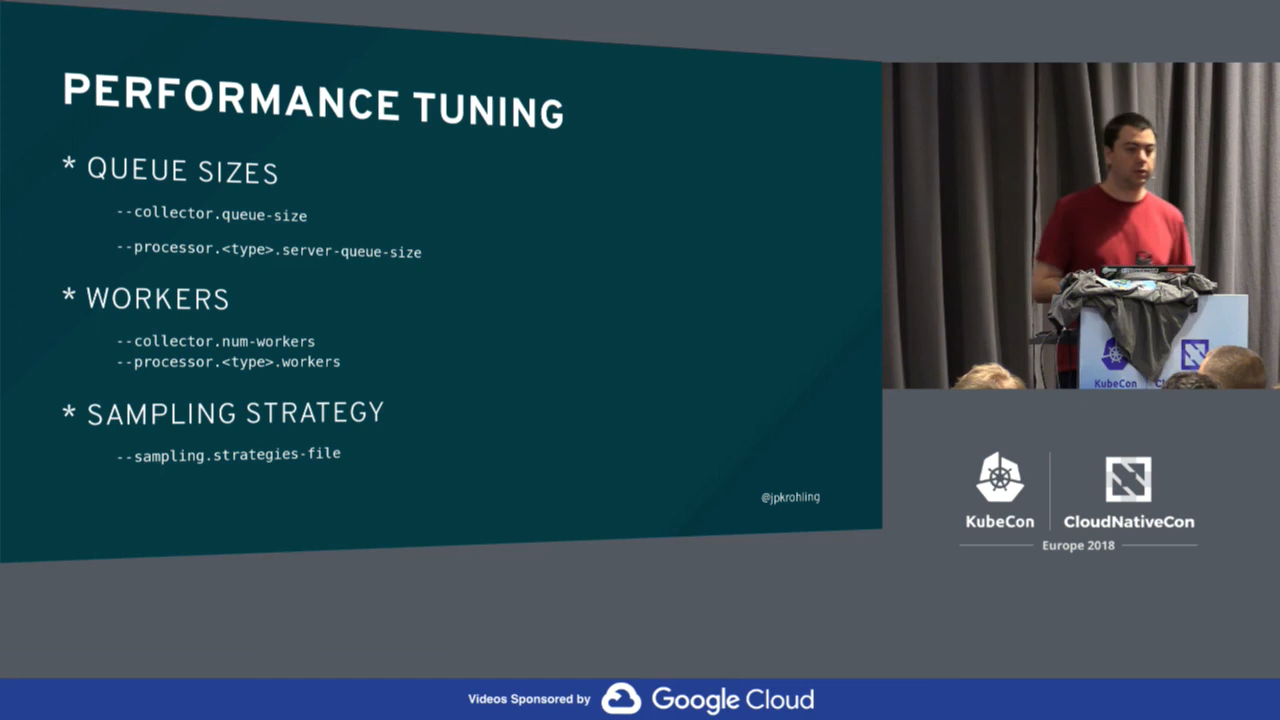 PERFORMANCE TUNING
* QUEUE SIZES
--collector.queue-size
--processor.<type>.server-queue-size
* WORKERS
--collector.num-workers
--processor.<type>.workers
* SAMPLING STRATEGY
--sampling.strategies-file
@jpkrohling
KubeCon
KubeCon
CloudNativeCon
Europe 2018
Videos Sponsored by Google Cloud